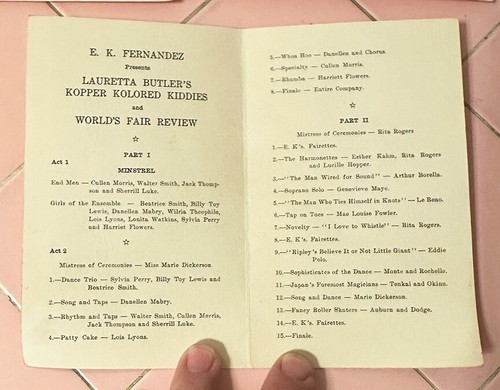 E. K. FERNANDEZ
Presents
LAURETTA BUTLER'S
KOPPER KOLORED KIDDIES
and
WORLD'S FAIR REVIEW
☆
PART I
Act 1
MINSTREL
End Men — Cullen Morris, Walter Smith, Jack Thomp-
son and Sherrill Luke.
Girls of the Ensemble — Beatrice Smith, Billy Toy
Lewis, Danellen Mabry, Wilria Theophile,
Lois Lyons, Lonita Watkins, Sylvia Perry
and Harriet Flowers.
☆
Act 2
Mistress of Ceremonies — Miss Marie Dickerson
1.—Dance Trio — Sylvia Perry, Billy Toy Lewis and
Beatrice Smith.
2.—Song and Taps — Danellen Mabry.
3.—Rhythm and Taps — Walter Smith, Cullen Morris,
Jack Thompson and Sherrill Luke.
4.—Patty Cake — Lois Lyons.
5.—Whoa Hoo — Danellen and Chorus.
6.—Specialty — Cullen Morris.
7.—Rhumba — Harriett Flowers.
8.—Finale — Entire Company.
☆
PART II
Mistress of Ceremonies — Rita Rogers
1.—E. K's. Fairettes.
2.—The Harmonettes — Esther Kahm, Rita Rogers
and Lucille Hopper.
3.—"The Man Wired for Sound" — Arthur Borella.
4.—Soprano Solo — Genevieve Maye.
5.—"The Man Who Ties Himself in Knots" — Le Beno.
6.—Tap on Toes — Mae Louise Fowler.
7.—Novelty — "I Love to Whistle" — Rita Rogers.
8.—E. K's. Fairettes.
9.—"Ripley's Believe It or Not Little Giant" — Eddie
Polo.
10.—Sophisticates of the Dance — Monte and Rochelle.
11.—Japan's Foremost Magicians — Tenkai and Okinu.
12.—Song and Dance — Marie Dickerson.
13.—Fancy Roller Skaters — Auburn and Dodge.
14.—E. K's. Fairettes.
15.—Finale.